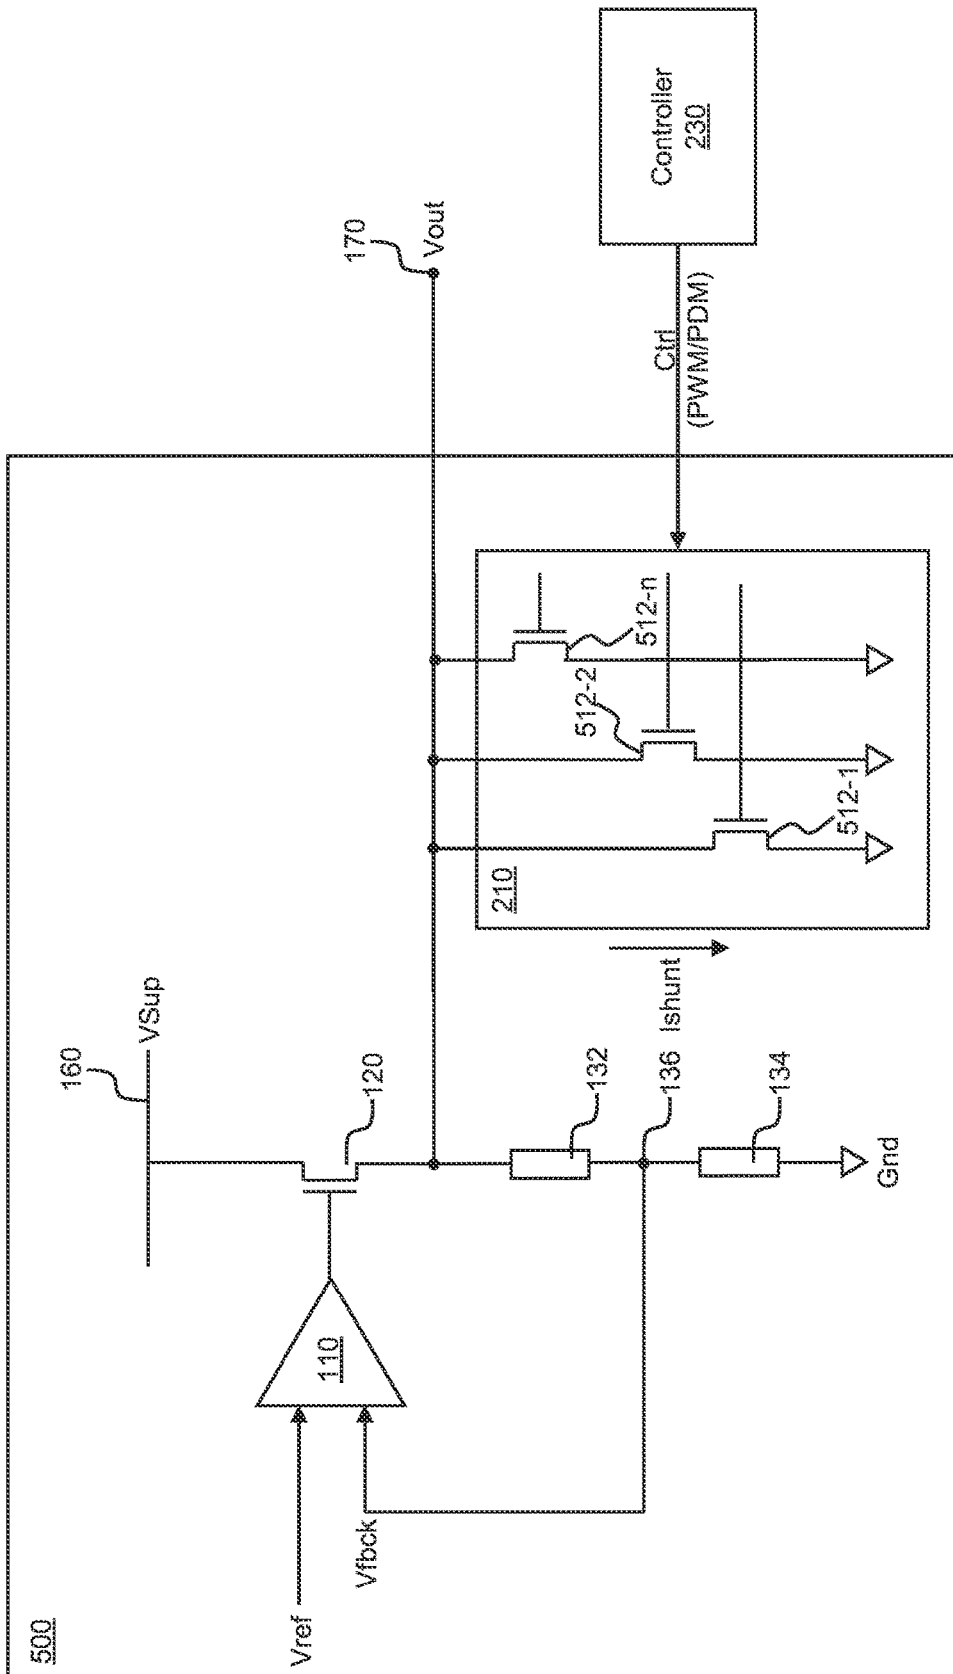 500
Vref
Vfbck
110
160
VSup
120
132
136
134
Gnd
Ishunt
210
512-1
512-2
512-n
170
Vout
Ctrl
(PWM/PDM)
Controller
230